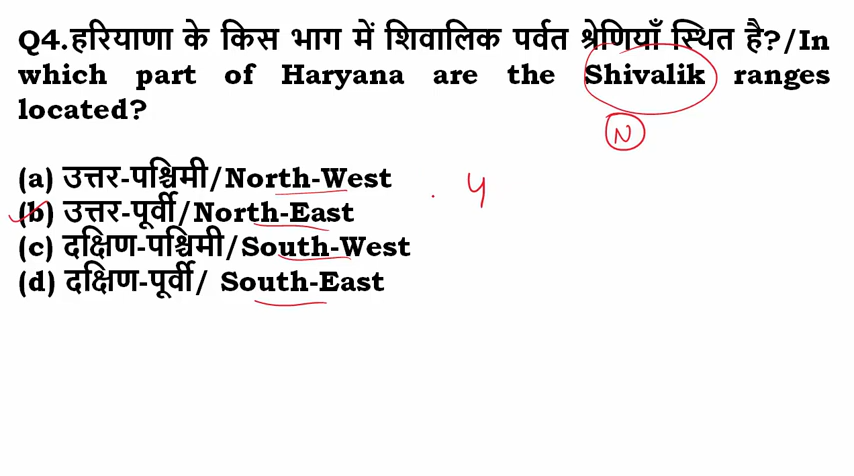 Q4.हरियाणा के किस भाग में शिवालिक पर्वत श्रेणियाँ स्थित है?/In
which part of Haryana are the Shivalik ranges
located?
N
(a) उत्तर-पश्चिमी/North-West
(b) उत्तर-पूर्वी/North-East
(c) दक्षिण-पश्चिमी/South-West
(d) दक्षिण-पूर्वी/ South-East